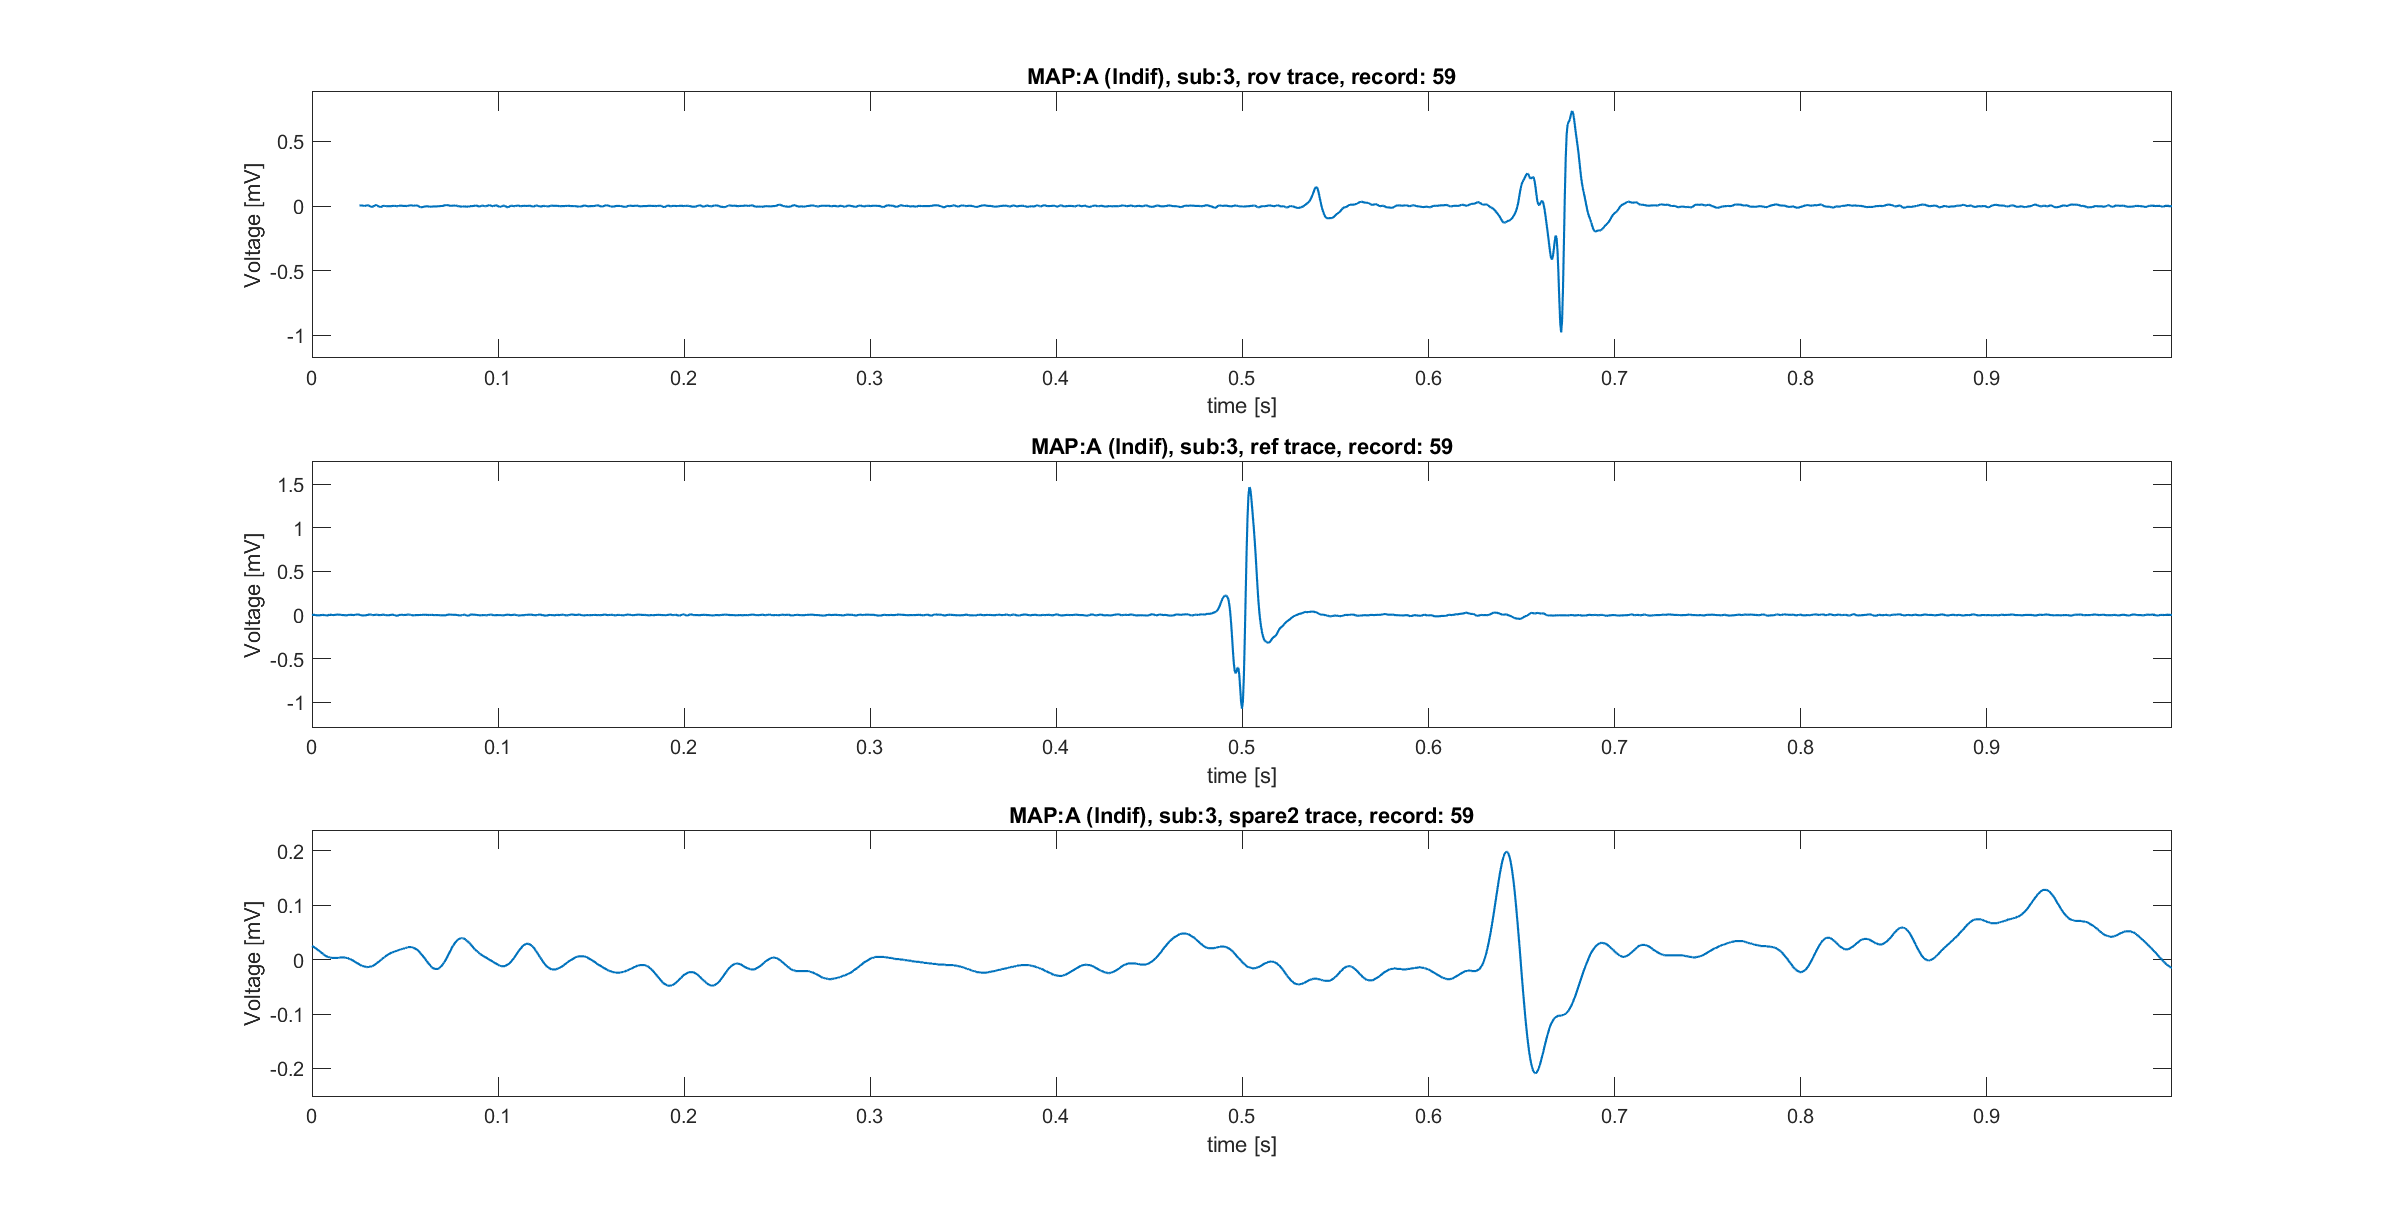 MAP:A (Indif), sub:3, rov trace, record: 59
Voltage [mV]
0.5
0
-0.5
-1
0 0.1 0.2 0.3 0.4 0.5 0.6 0.7 0.8 0.9
time [s]
MAP:A (Indif), sub:3, ref trace, record: 59
Voltage [mV]
1.5
1
0.5
0
-0.5
-1
0 0.1 0.2 0.3 0.4 0.5 0.6 0.7 0.8 0.9
time [s]
MAP:A (Indif), sub:3, spare2 trace, record: 59
Voltage [mV]
0.2
0.1
0
-0.1
-0.2
0 0.1 0.2 0.3 0.4 0.5 0.6 0.7 0.8 0.9
time [s]